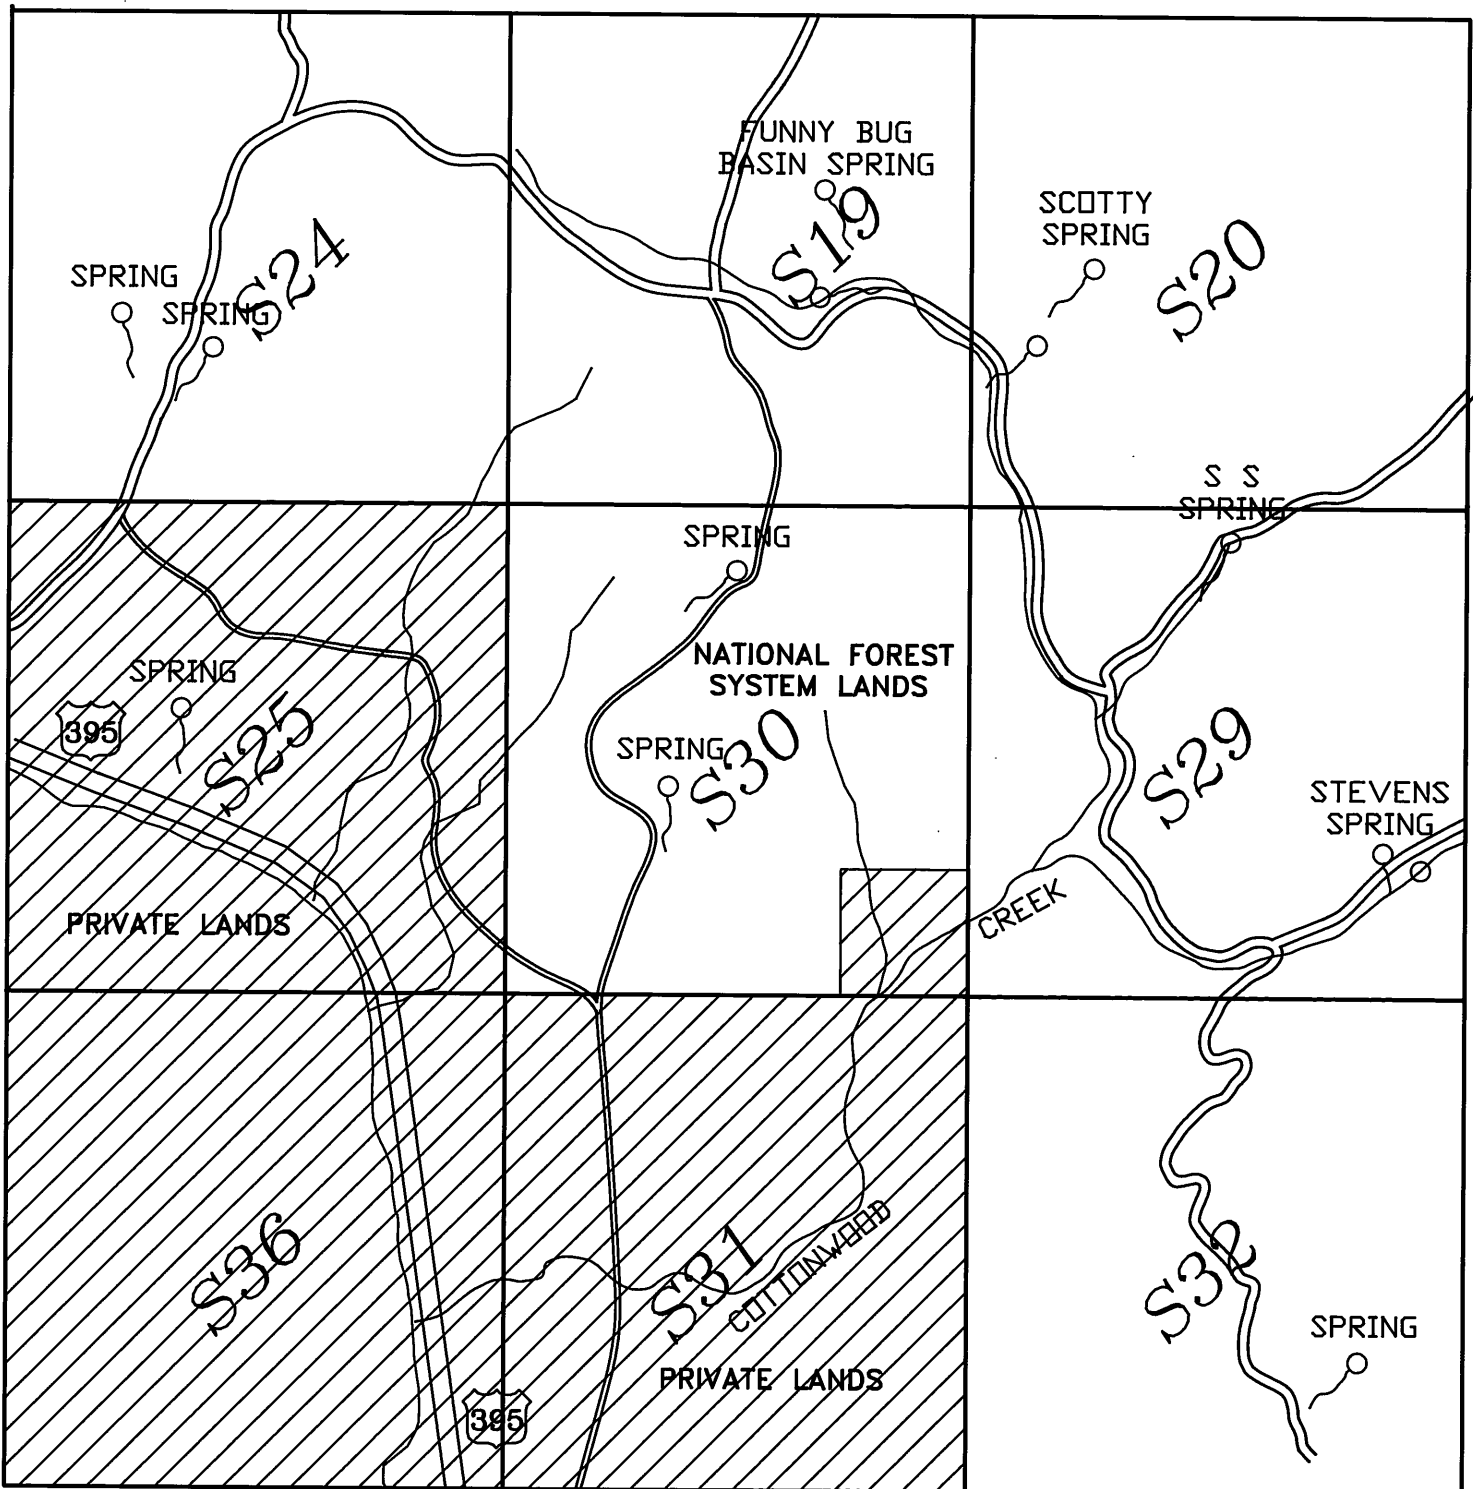 FUNNY BUG
BASIN SPRING
S19
SCOTTY
SPRING
S20
S24
SPRING
SPRING
S S
SPRING
SPRING
NATIONAL FOREST
SYSTEM LANDS
SPRING
395
S25
SPRING
S30
S29
STEVENS
SPRING
PRIVATE LANDS
CREEK
S36
S31
COTTONWOOD
S32
SPRING
PRIVATE LANDS
395